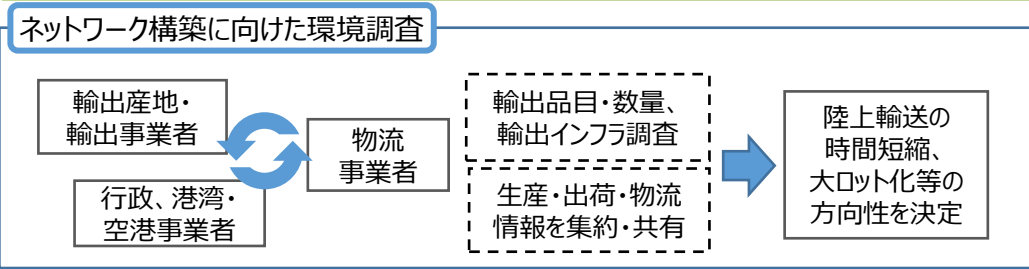 ネットワーク構築に向けた環境調査
輸出産地・
輸出事業者
行政、港湾・
空港事業者
物流
事業者
輸出品目・数量、
輸出インフラ調査
生産・出荷・物流
情報を集約・共有
陸上輸送の
時間短縮、
大ロット化等の
方向性を決定